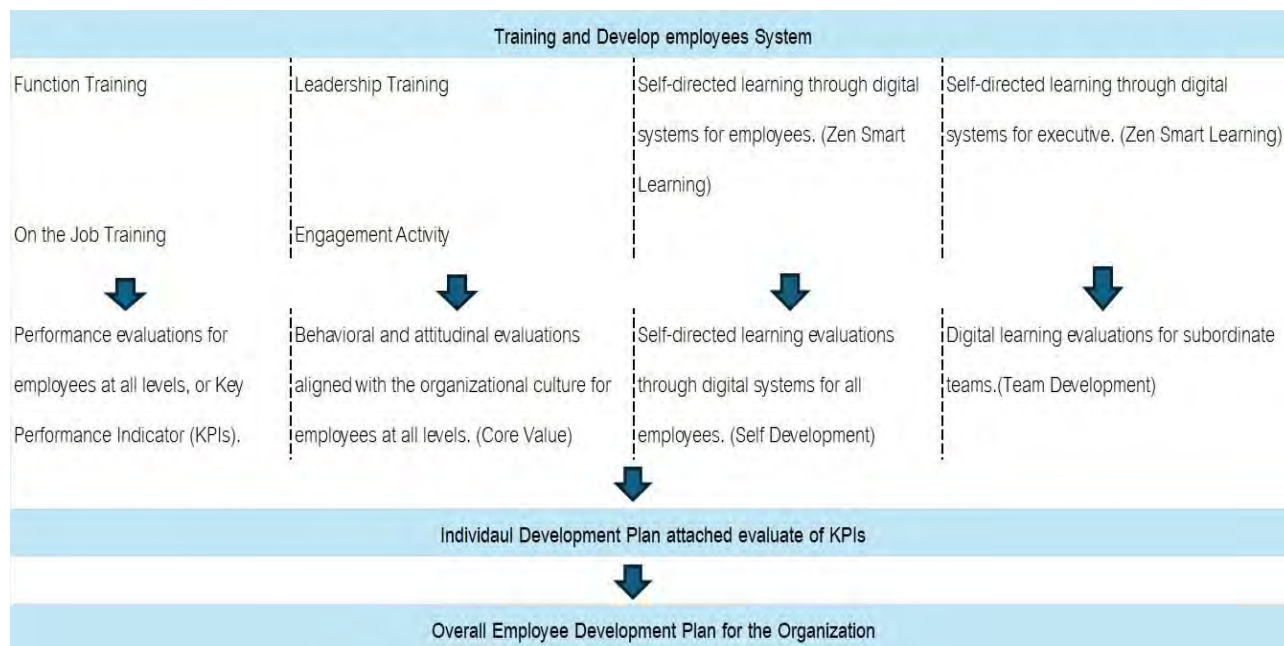 Training and Develop employees System
Function Training
On the Job Training
Leadership Training
Engagement Activity
Self-directed learning through digital
systems for employees. (Zen Smart
Learning)
Self-directed learning through digital
systems for executive. (Zen Smart Learning)
Performance evaluations for
employees at all levels, or Key
Performance Indicator (KPIs).
Behavioral and attitudinal evaluations
aligned with the organizational culture for
employees at all levels. (Core Value)
Self-directed learning evaluations
through digital systems for all
employees. (Self Development)
Digital learning evaluations for subordinate
teams.(Team Development)
Individaul Development Plan attached evaluate of KPIs
Overall Employee Development Plan for the Organization